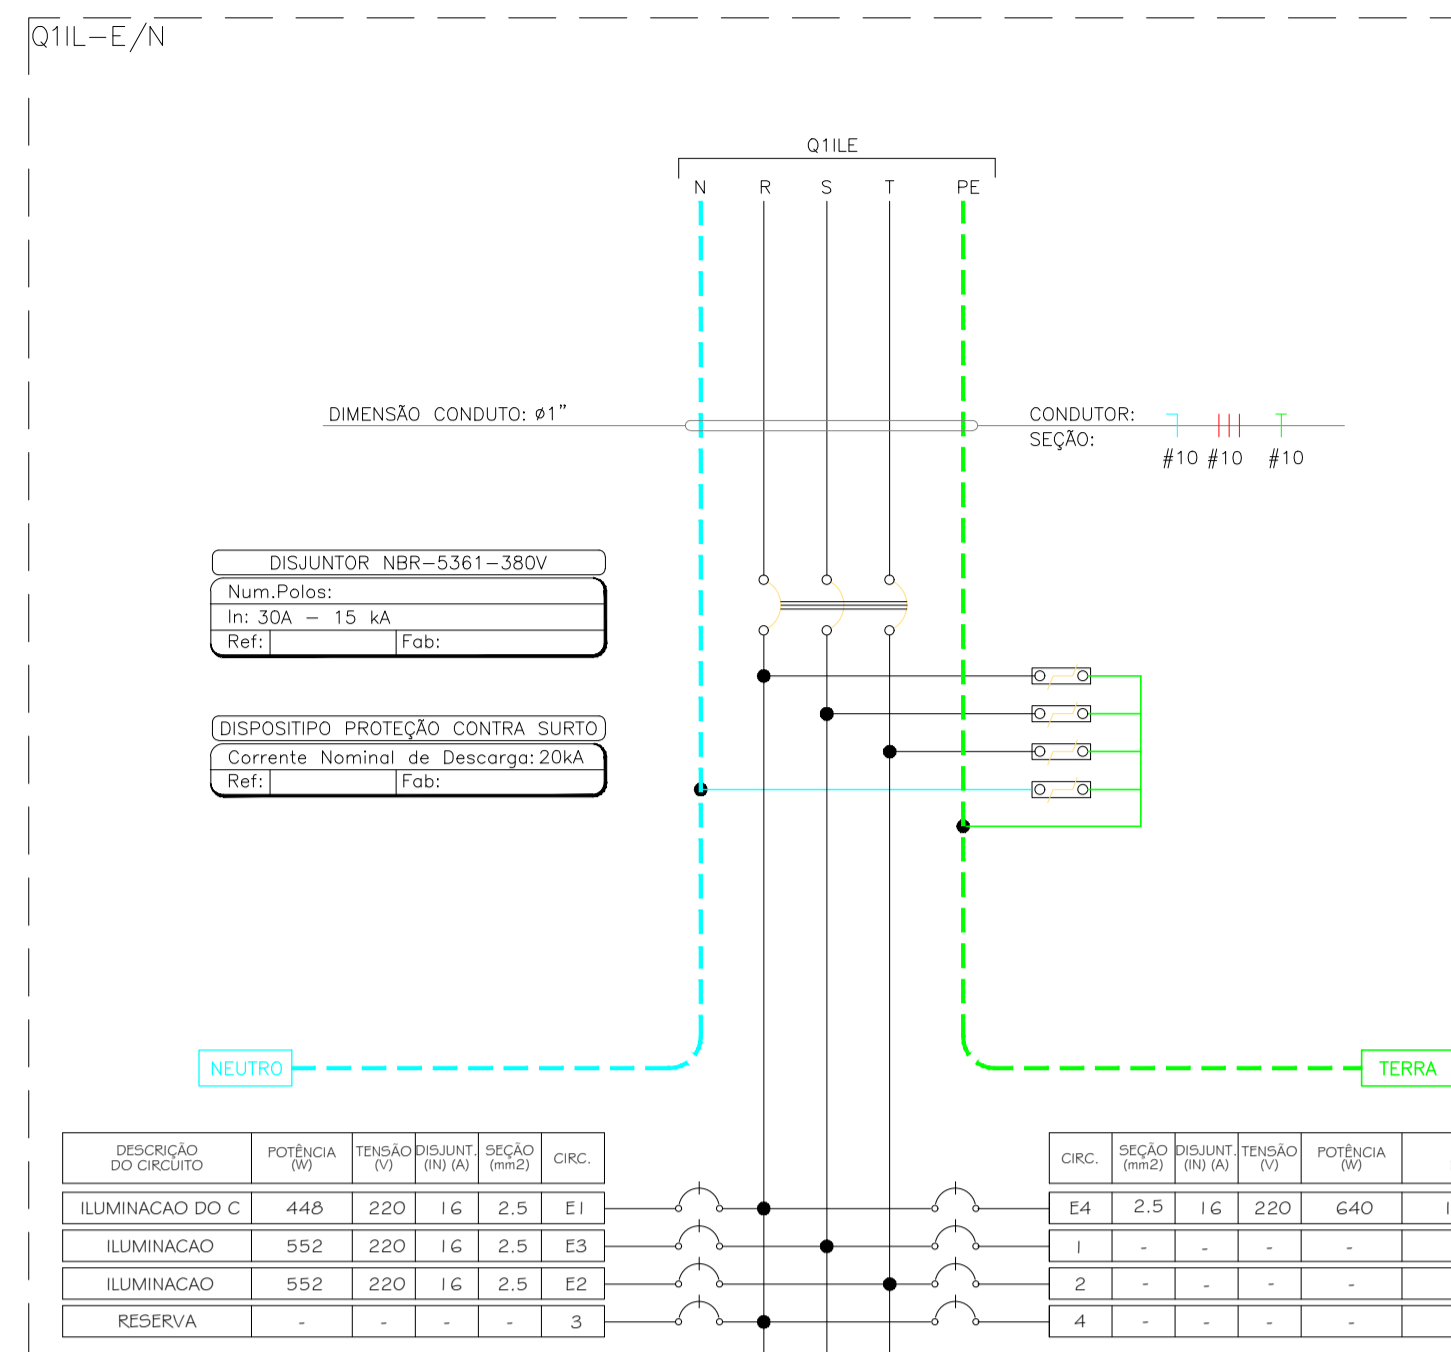 Q1IL-E/N
Q1ILE
N R S T PE
DIMENSÃO CONDUTO: ø1"
CONDUTOR:
SEÇÃO:
#10 #10 #10
DISJUNTOR NBR-5361-380V
Num.Polos:
In: 30A - 15 kA
Ref: Fab:
DISPOSITIPO PROTEÇÃO CONTRA SURTO
Corrente Nominal de Descarga: 20kA
Ref: Fab:
NEUTRO
TERRA
DESCRIÇÃO DO CIRCUITO POTÊNCIA (W) TENSÃO (V) DISJUNT. (IN) (A) SEÇÃO (mm2) CIRC.
ILUMINACAO DO C 448 220 16 2.5 E1
ILUMINACAO 552 220 16 2.5 E3
ILUMINACAO 552 220 16 2.5 E2
RESERVA - - - - 3
CIRC. SEÇÃO (mm2) DISJUNT. (IN) (A) TENSÃO (V) POTÊNCIA (W)
E4 2.5 16 220 640
1 - - - -
2 - - - -
4 - - - -